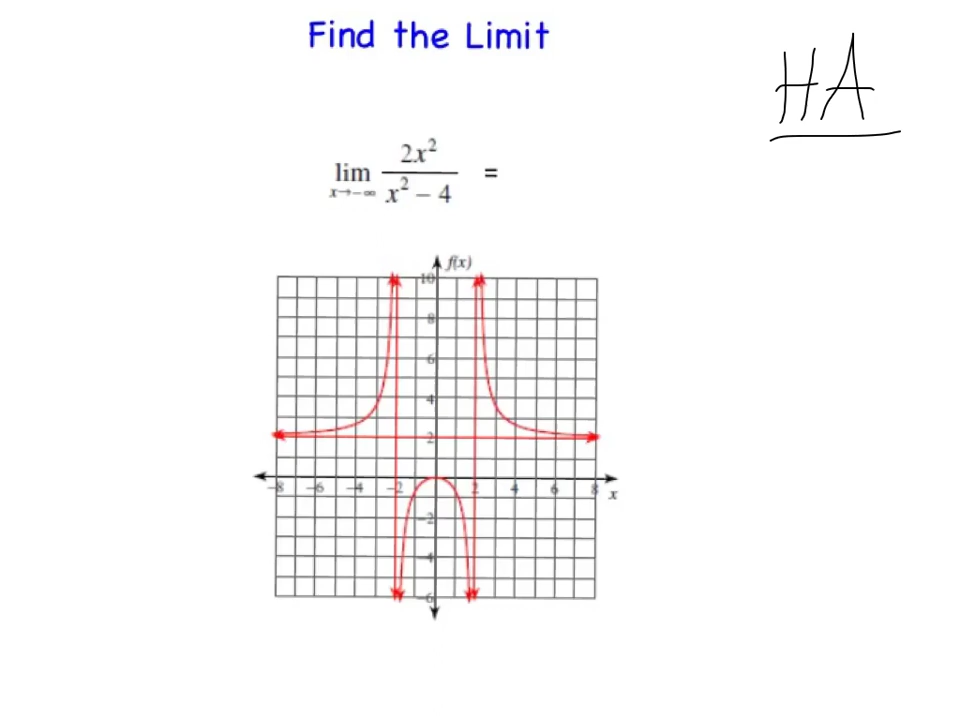 Find the Limit
HA
lim x→−∞ 2x² / x² − 4 =
f(x)
10
8
6
4
2
−8 −6 −4 −2 2 4 6 8 x
−2
−4
−6